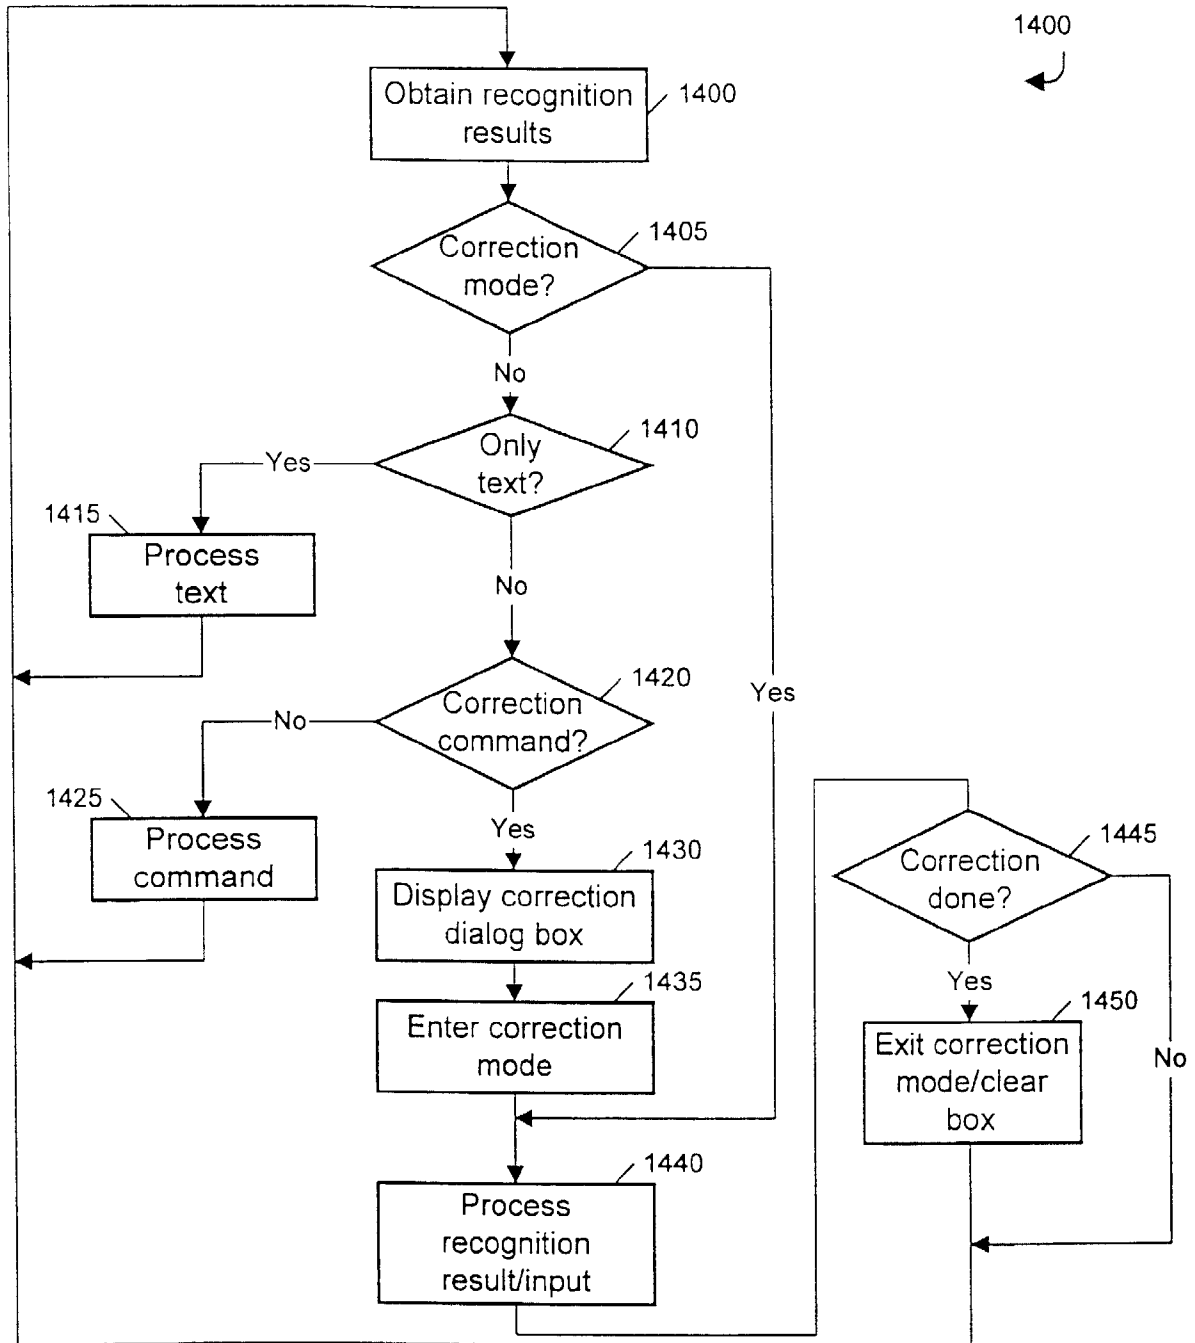 1400
Obtain recognition
results
1400
Correction
mode?
1405
No
Yes
Only
text?
1410
Yes
No
1415
Process
text
Correction
command?
1420
No
Yes
1425
Process
command
Display correction
dialog box
1430
Enter correction
mode
1435
Process
recognition
result/input
1440
Correction
done?
1445
Yes
No
Exit correction
mode/clear
box
1450